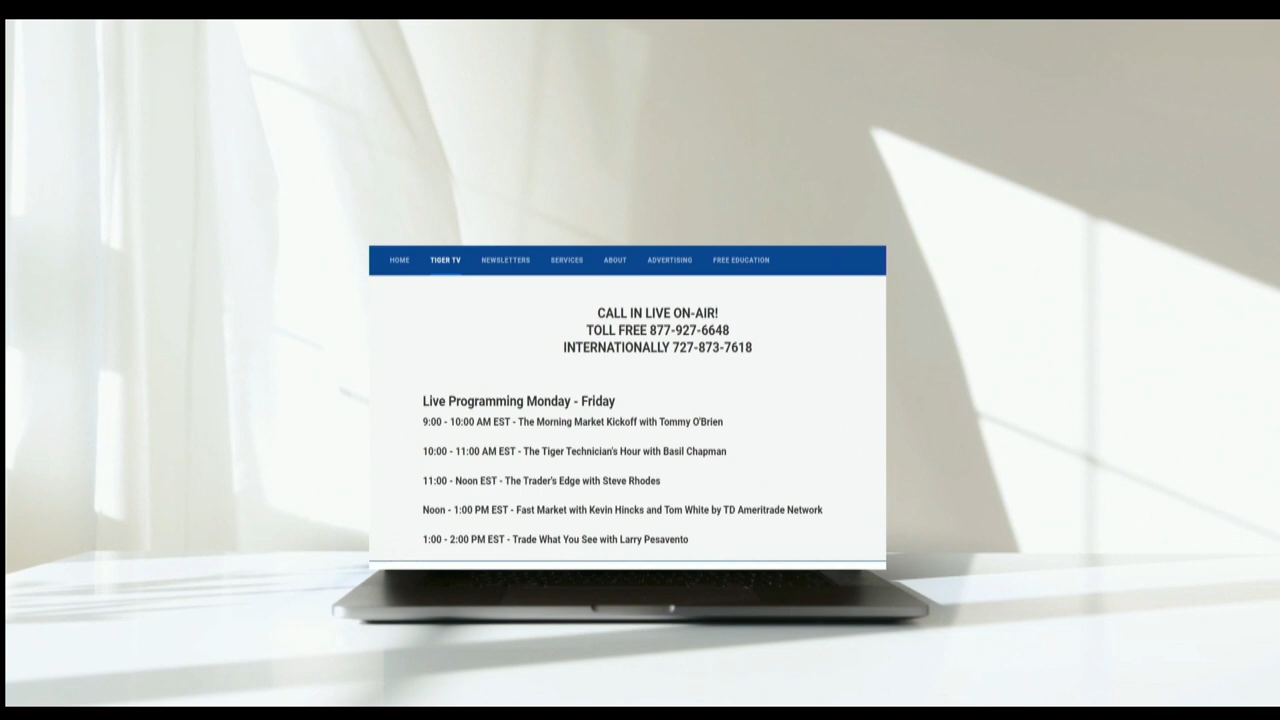 HOME TIGER TV NEWSLETTERS SERVICES ABOUT ADVERTISING FREE EDUCATION
CALL IN LIVE ON-AIR!
TOLL FREE 877-927-6648
INTERNATIONALLY 727-873-7618
Live Programming Monday - Friday
9:00 - 10:00 AM EST - The Morning Market Kickoff with Tommy O'Brien
10:00 - 11:00 AM EST - The Tiger Technician's Hour with Basil Chapman
11:00 - Noon EST - The Trader's Edge with Steve Rhodes
Noon - 1:00 PM EST - Fast Market with Kevin Hincks and Tom White by TD Ameritrade Network
1:00 - 2:00 PM EST - Trade What You See with Larry Pesavento